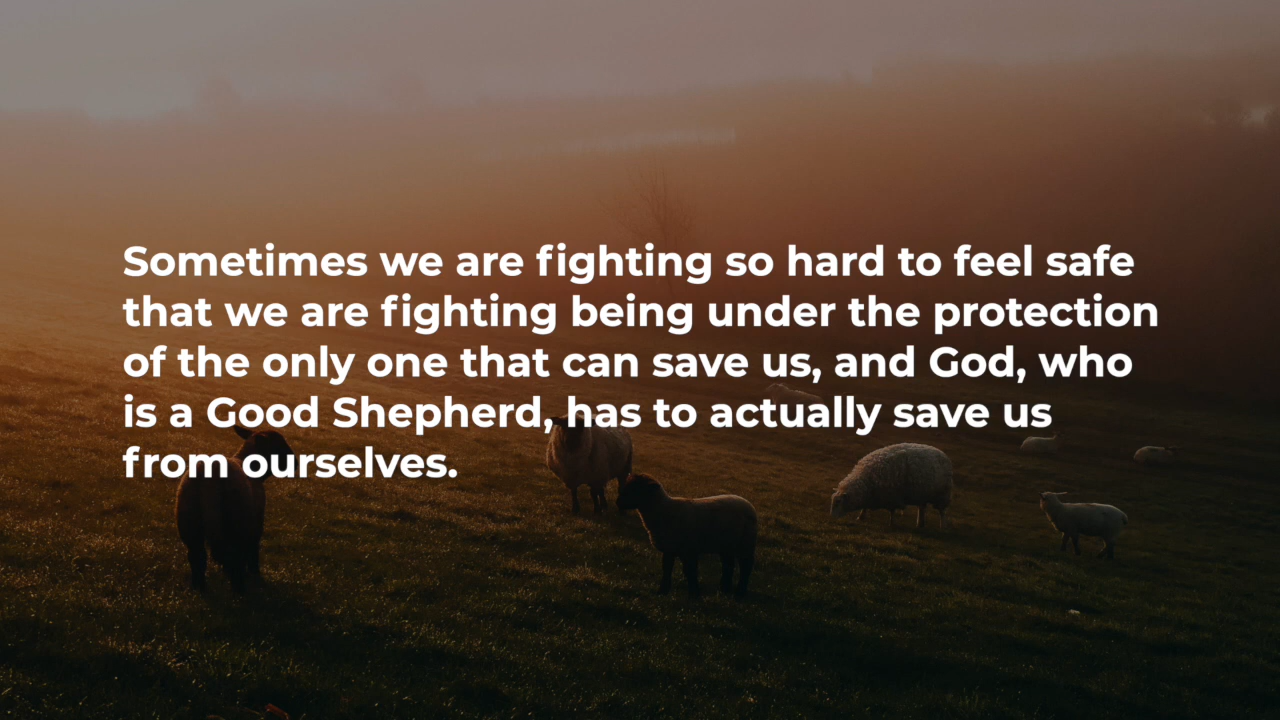 Sometimes we are fighting so hard to feel safe
that we are fighting being under the protection
of the only one that can save us, and God, who
is a Good Shepherd, has to actually save us
from ourselves.